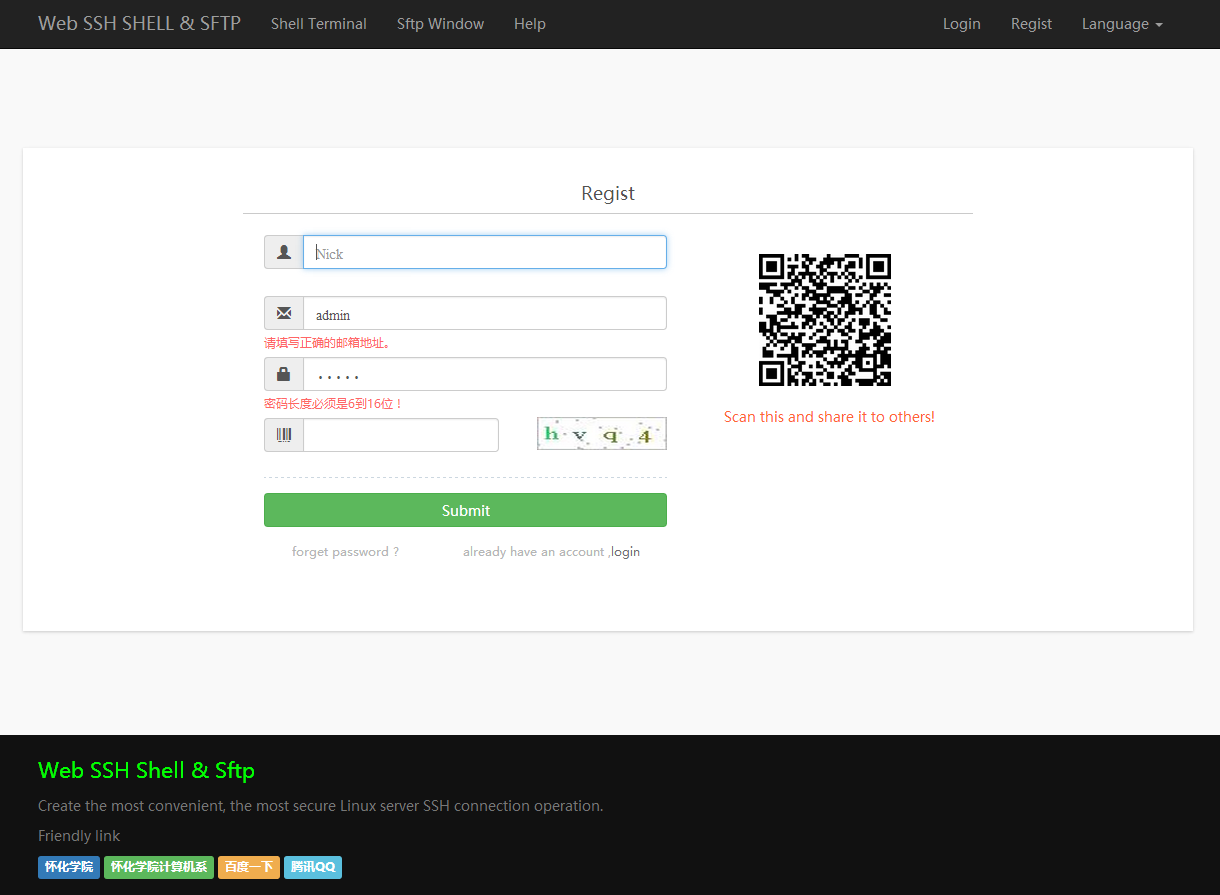 Web SSH SHELL & SFTP Shell Terminal Sftp Window Help Login Regist Language
Regist
Nick
admin
请填写正确的邮箱地址。
.....
密码长度必须是6到16位！
h v q 4
Scan this and share it to others!
Submit
forget password ? already have an account ,login
Web SSH Shell & Sftp
Create the most convenient, the most secure Linux server SSH connection operation.
Friendly link
怀化学院 怀化学院计算机系 百度一下 腾讯QQ